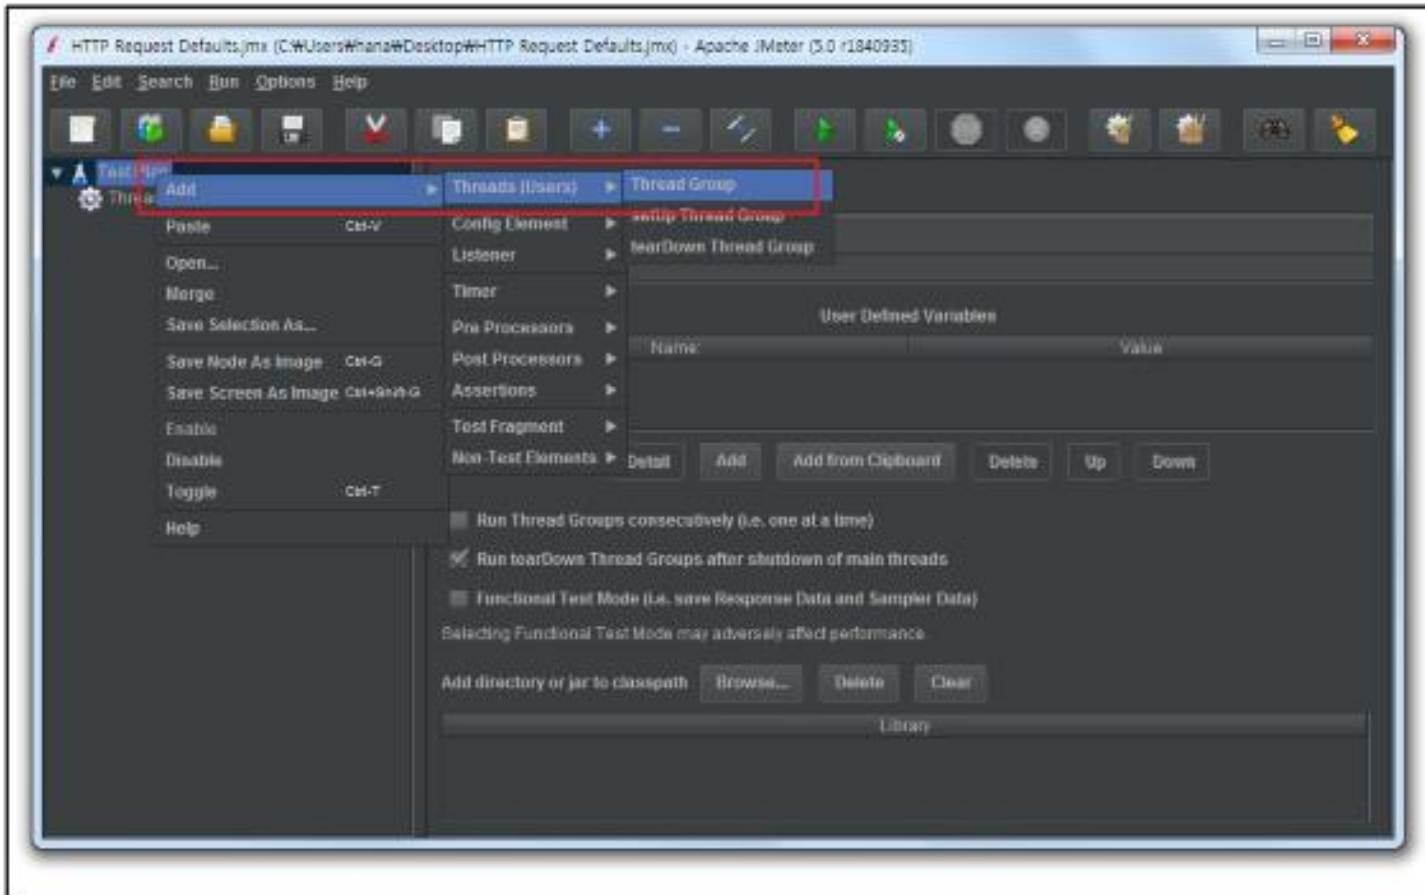 HTTP Request Defaults.jmx (C:₩Users₩hana₩Desktop₩HTTP Request Defaults.jmx) - Apache JMeter (5.0 r1840935)
File Edit Search Run Options Help
Test Plan
Add
Threads (Users)
Thread Group
setUp Thread Group
tearDown Thread Group
Paste Ctrl-V
Open...
Merge
Save Selection As...
Save Node As Image Ctrl-G
Save Screen As Image Ctrl+Shift-G
Enable
Disable
Toggle Ctrl-T
Help
Config Element
Listener
Timer
Pre Processors
Post Processors
Assertions
Test Fragment
Non-Test Elements
User Defined Variables
Name: Value
Detail Add Add from Clipboard Delete Up Down
Run Thread Groups consecutively (i.e. one at a time)
Run tearDown Thread Groups after shutdown of main threads
Functional Test Mode (i.e. save Response Data and Sampler Data)
Selecting Functional Test Mode may adversely affect performance.
Add directory or jar to classpath Browse... Delete Clear
Library